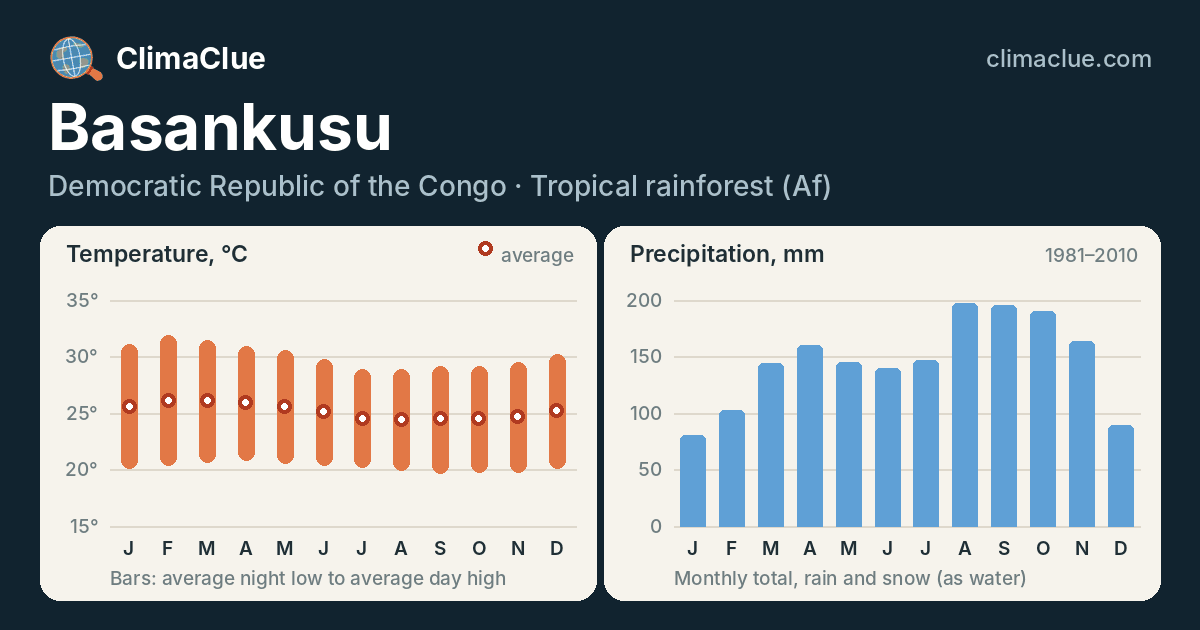 ClimaClue
climaclue.com
Basankusu
Democratic Republic of the Congo · Tropical rainforest (Af)
Temperature, °C
average
35°
30°
25°
20°
15°
J F M A M J J A S O N D
Bars: average night low to average day high
Precipitation, mm
1981–2010
200
150
100
50
0
J F M A M J J A S O N D
Monthly total, rain and snow (as water)